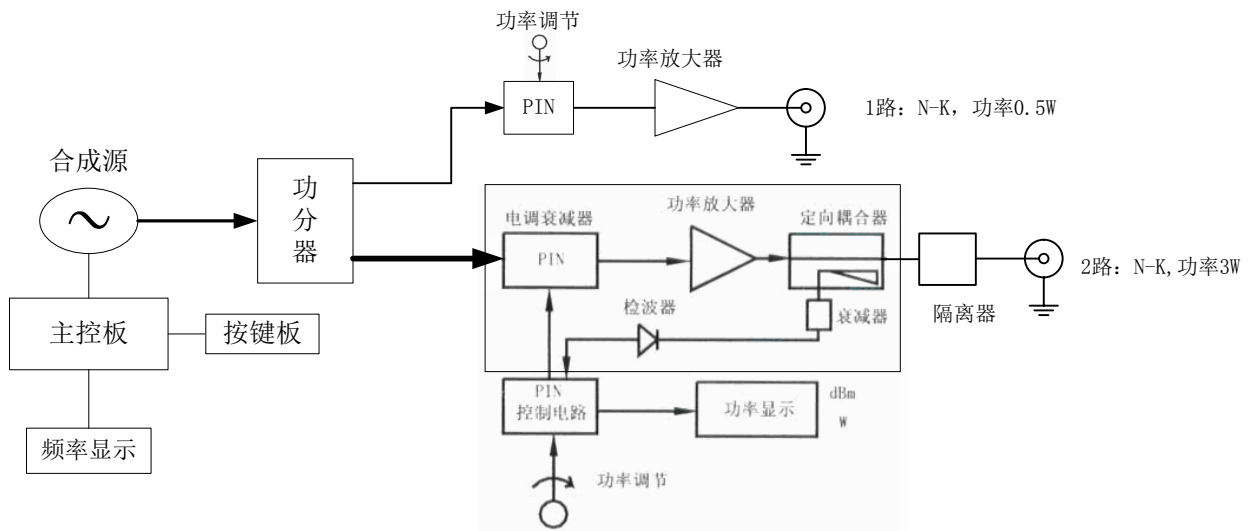 功率调节
功率放大器
PIN
1路：N-K，功率0.5W
合成源
功
分
器
电调衰减器
功率放大器
定向耦合器
PIN
2路：N-K,功率3W
检波器
衰减器
隔离器
主控板
按键板
PIN
控制电路
功率显示
dBm
W
频率显示
功率调节